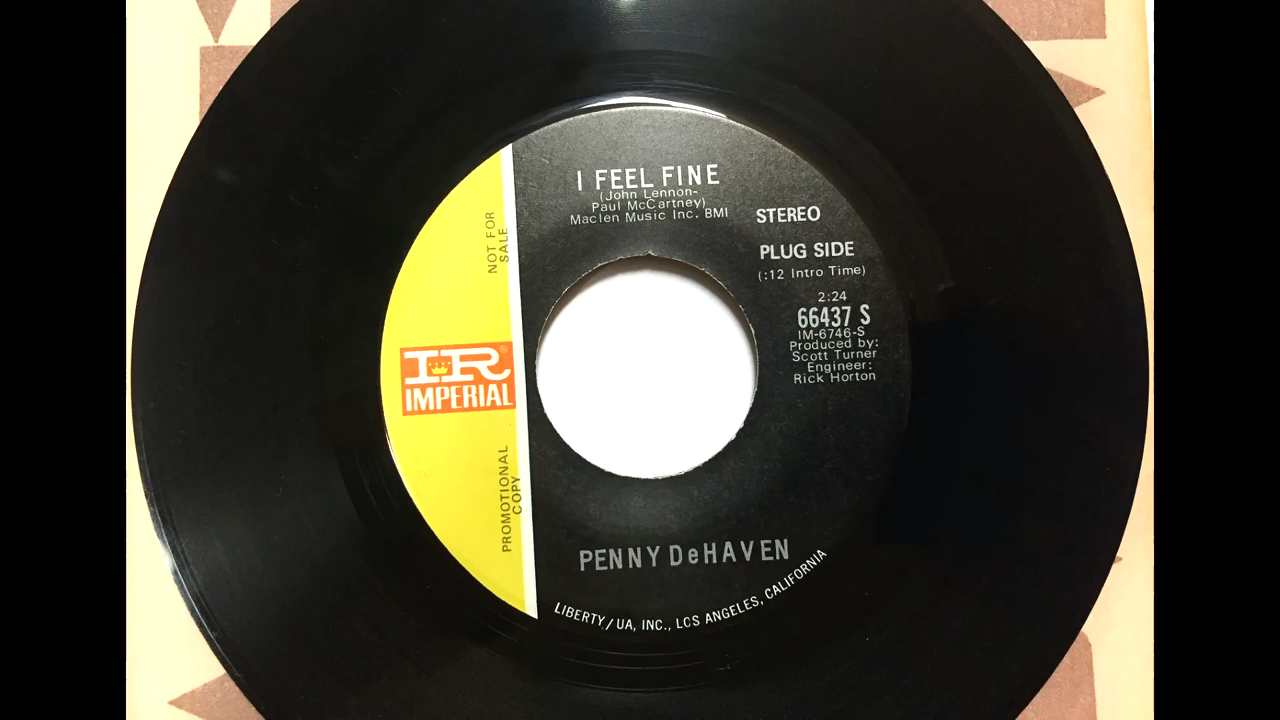 I FEEL FINE
(John Lennon-
Paul McCartney)
Maclen Music Inc. BMI
STEREO
PLUG SIDE
(:12 Intro Time)
2:24
66437 S
IM-6746-S
Produced by:
Scott Turner
Engineer:
Rick Horton
NOT FOR
SALE
IR®
IMPERIAL
PROMOTIONAL
COPY
PENNY DeHAVEN
LIBERTY/UA, INC., LOS ANGELES, CALIFORNIA